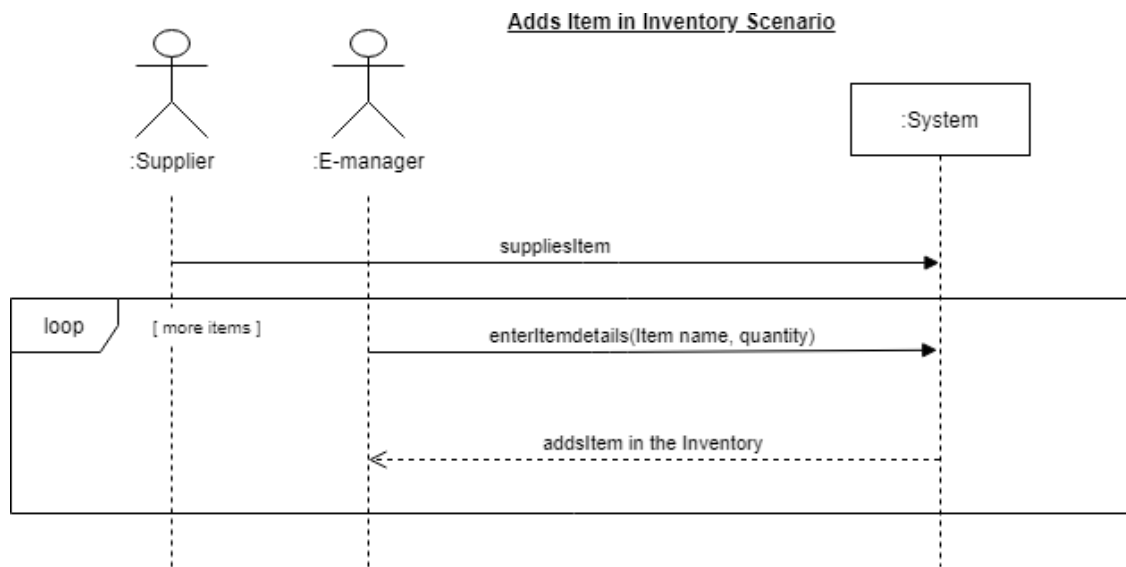 Adds Item in Inventory Scenario
:System
:Supplier
:E-manager
suppliesItem
loop
[ more items ]
enterItemdetails(Item name, quantity)
addsItem in the Inventory